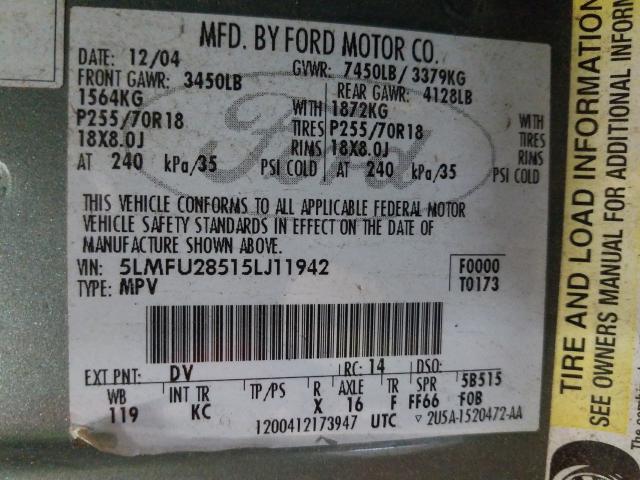 MFD. BY FORD MOTOR CO.
DATE: 12/04 GVWR: 7450LB/ 3379KG
FRONT GAWR: 3450LB REAR GAWR: 4128LB
1564KG WITH 1872KG WITH
P255/70R18 TIRES P255/70R18 TIRES
18X8.0J RIMS 18X8.0J RIMS
AT 240 kPa/35 PSI COLD AT 240 kPa/35 PSI COLD
Ford
THIS VEHICLE CONFORMS TO ALL APPLICABLE FEDERAL MOTOR
VEHICLE SAFETY STANDARDS IN EFFECT ON THE DATE OF
MANUFACTURE SHOWN ABOVE.
VIN: 5LMFU28515LJ11942 F0000
TYPE: MPV T0173
EXT PNT: DV RC: 14 DSO:
WB INT TR TP/PS R AXLE TR SPR 5B515
119 KC X 16 F FF66 FOB
1200412173947 UTC ▽ 2U5A-1520472-AA
TIRE AND LOAD INFORMATION
SEE OWNERS MANUAL FOR ADDITIONAL INFORM